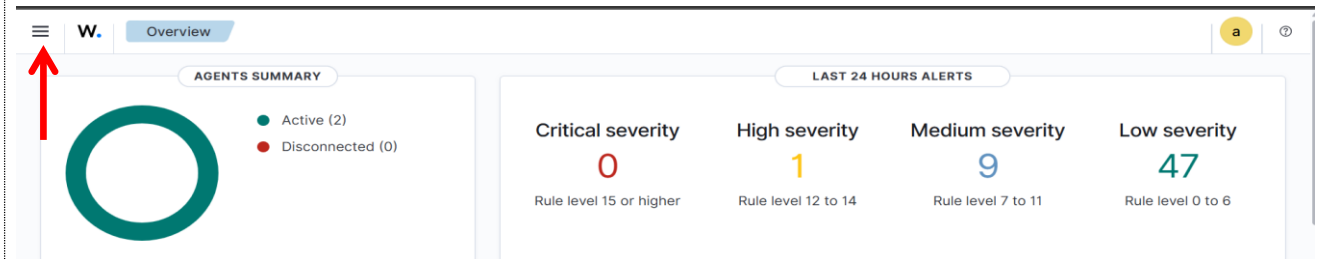 W. Overview a ?
AGENTS SUMMARY
Active (2)
Disconnected (0)
LAST 24 HOURS ALERTS
Critical severity High severity Medium severity Low severity
0 1 9 47
Rule level 15 or higher Rule level 12 to 14 Rule level 7 to 11 Rule level 0 to 6